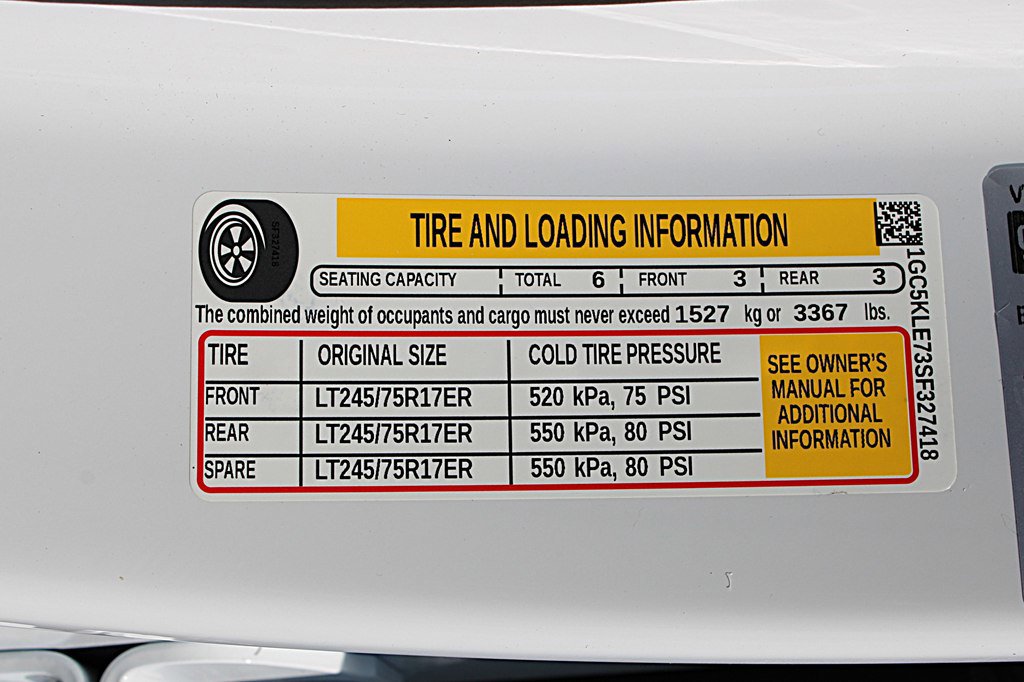 TIRE AND LOADING INFORMATION
SEATING CAPACITY TOTAL 6 FRONT 3 REAR 3
The combined weight of occupants and cargo must never exceed 1527 kg or 3367 lbs.
TIRE ORIGINAL SIZE COLD TIRE PRESSURE
FRONT LT245/75R17ER 520 kPa, 75 PSI
REAR LT245/75R17ER 550 kPa, 80 PSI
SPARE LT245/75R17ER 550 kPa, 80 PSI
SEE OWNER'S
MANUAL FOR
ADDITIONAL
INFORMATION
1GC5KLE73SF327418
SF327418